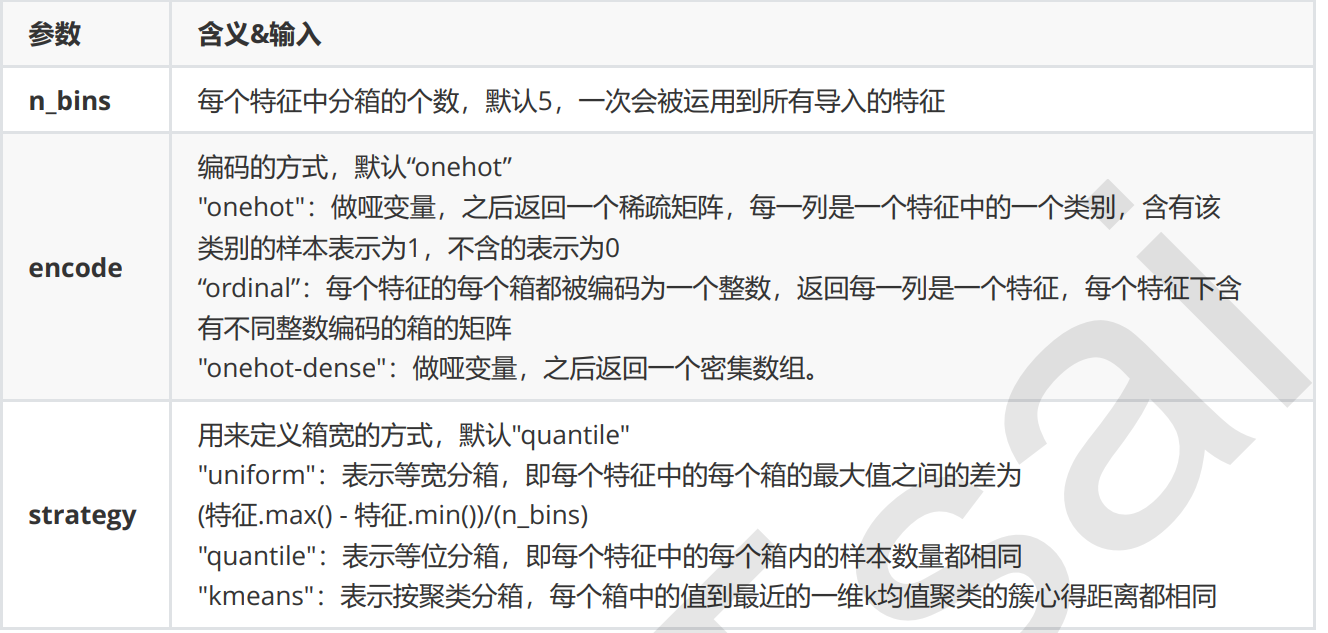 参数
含义&输入
n_bins
每个特征中分箱的个数，默认5，一次会被运用到所有导入的特征
encode
编码的方式，默认“onehot”
"onehot"：做哑变量，之后返回一个稀疏矩阵，每一列是一个特征中的一个类别，含有该
类别的样本表示为1，不含的表示为0
“ordinal”：每个特征的每个箱都被编码为一个整数，返回每一列是一个特征，每个特征下含
有不同整数编码的箱的矩阵
"onehot-dense"：做哑变量，之后返回一个密集数组。
strategy
用来定义箱宽的方式，默认"quantile"
"uniform"：表示等宽分箱，即每个特征中的每个箱的最大值之间的差为
(特征.max() - 特征.min())/(n_bins)
"quantile"：表示等位分箱，即每个特征中的每个箱内的样本数量都相同
"kmeans"：表示按聚类分箱，每个箱中的值到最近的一维k均值聚类的簇心得距离都相同
sai